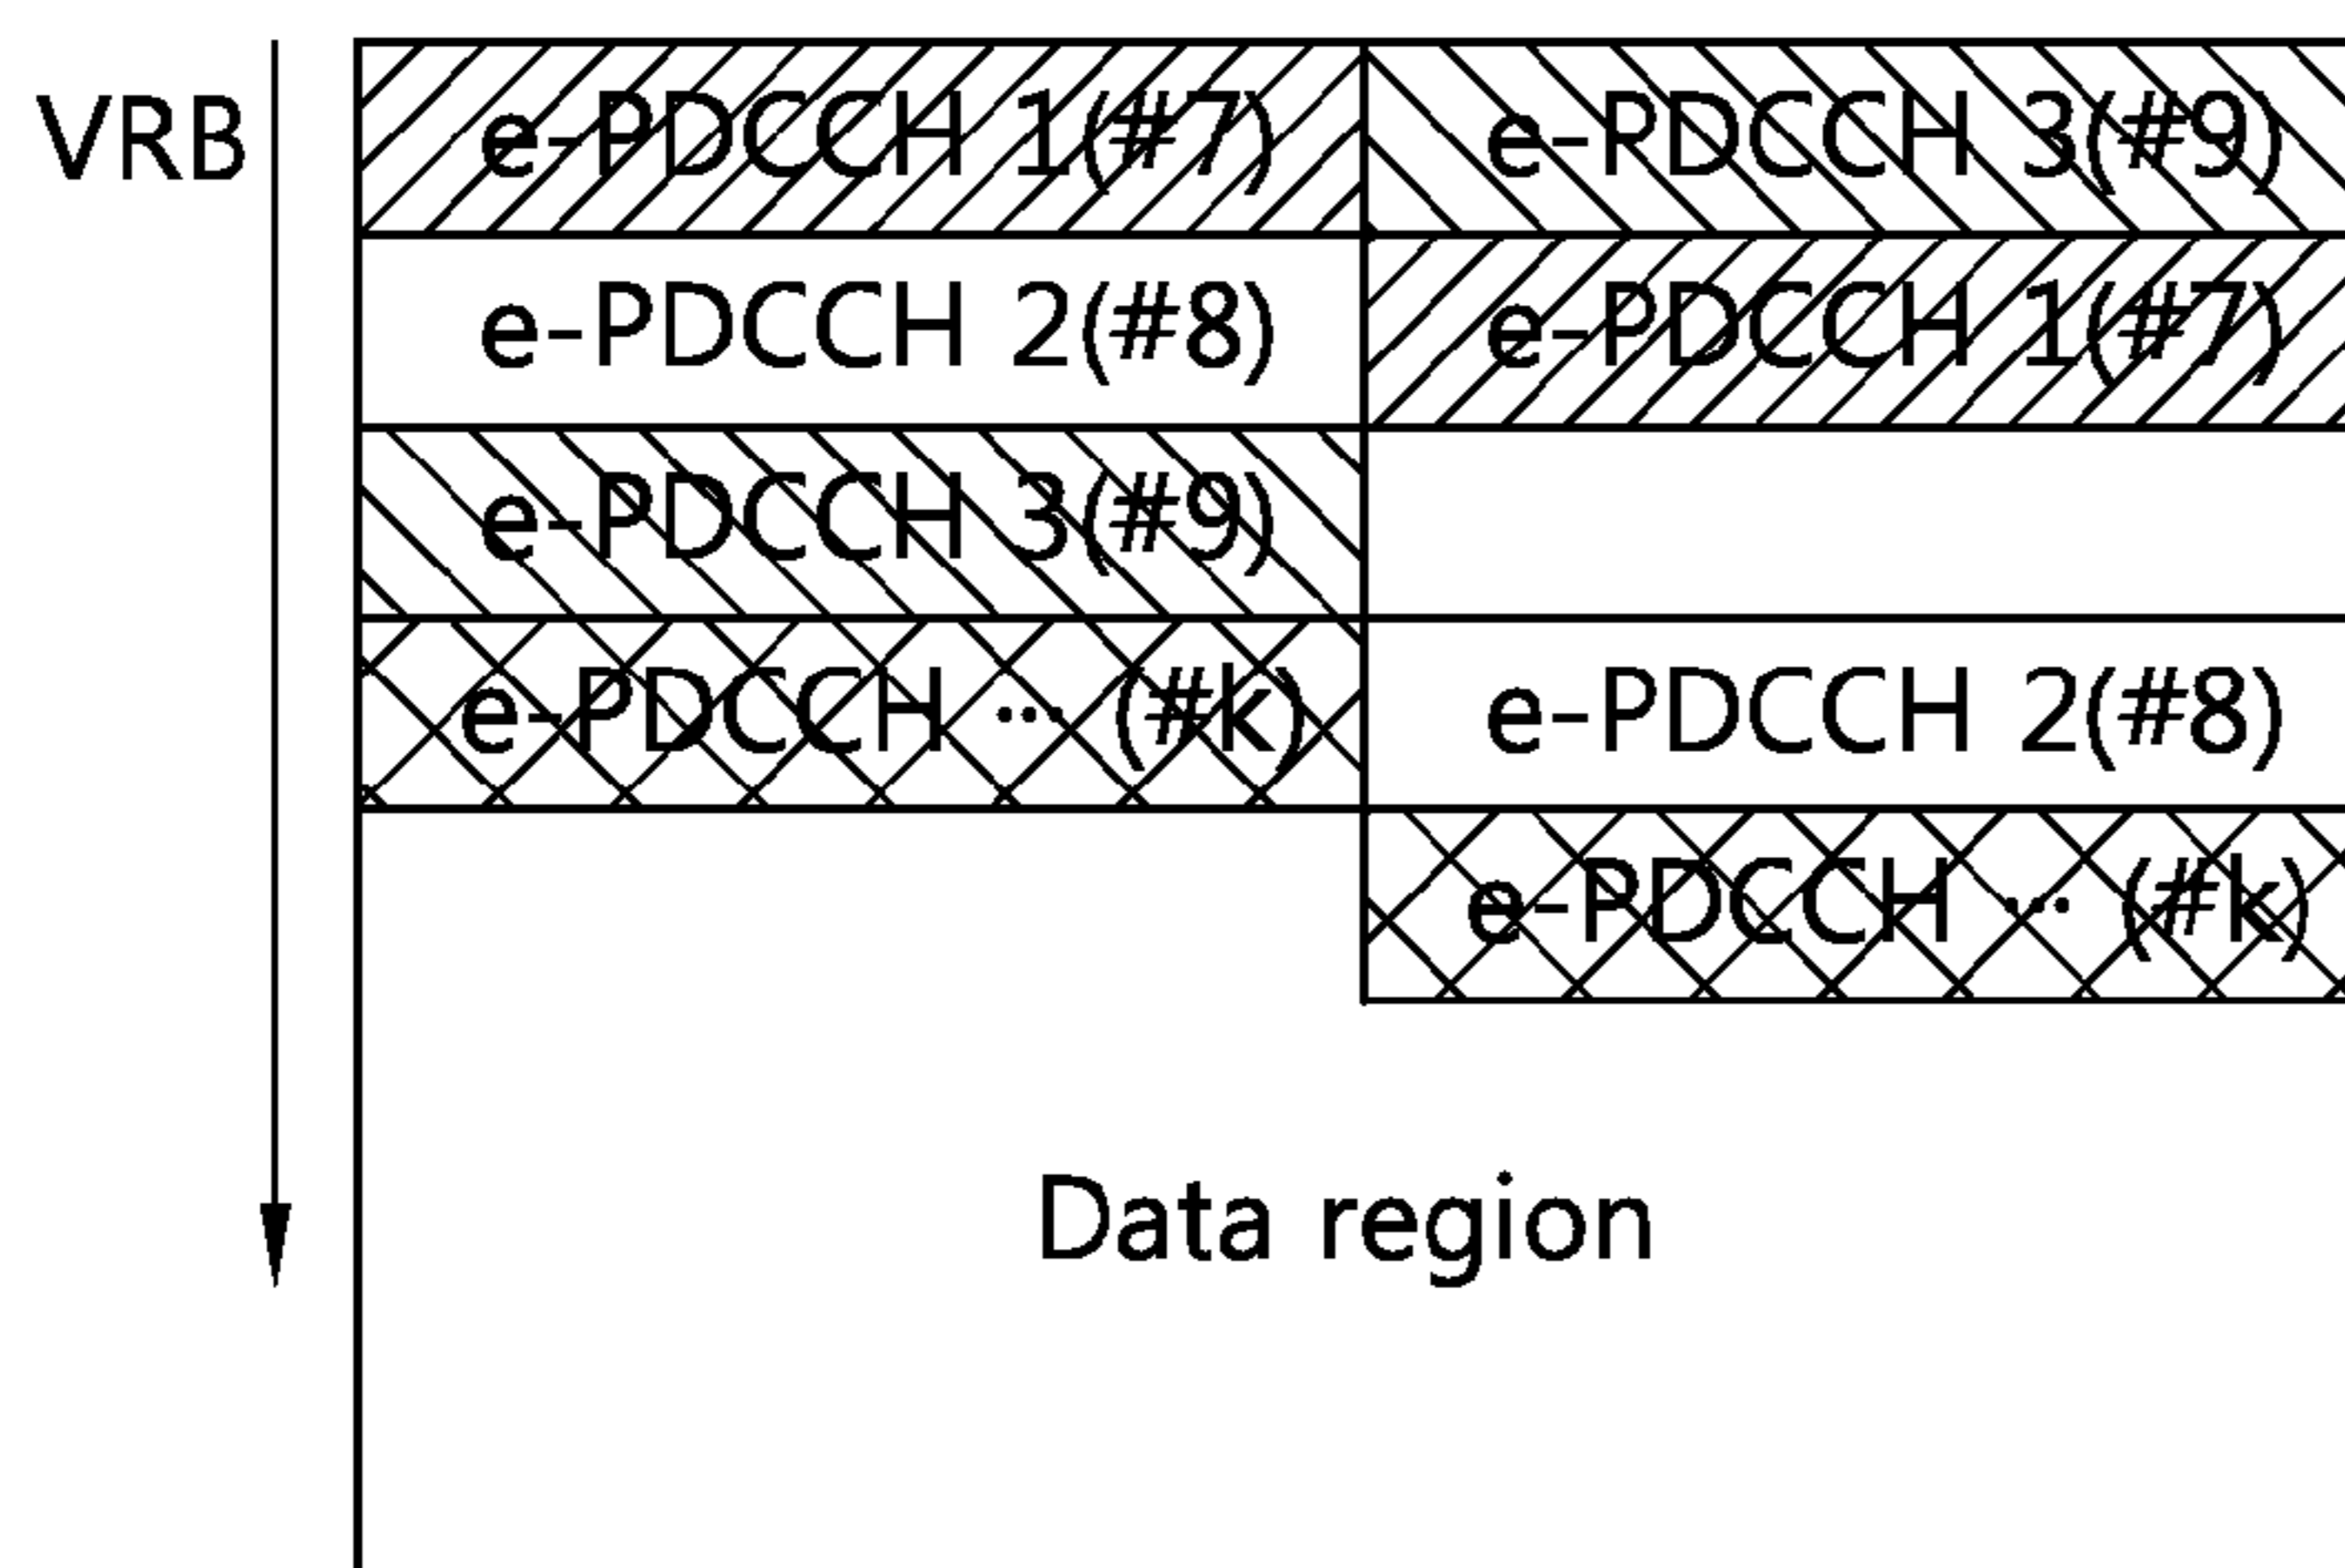 VRB
e-PDCCH 1(#7) e-PDCCH 3(#9)
e-PDCCH 2(#8) e-PDCCH 1(#7)
e-PDCCH 3(#9)
e-PDCCH ··· (#k) e-PDCCH 2(#8)
e-PDCCH ··· (#k)
Data region